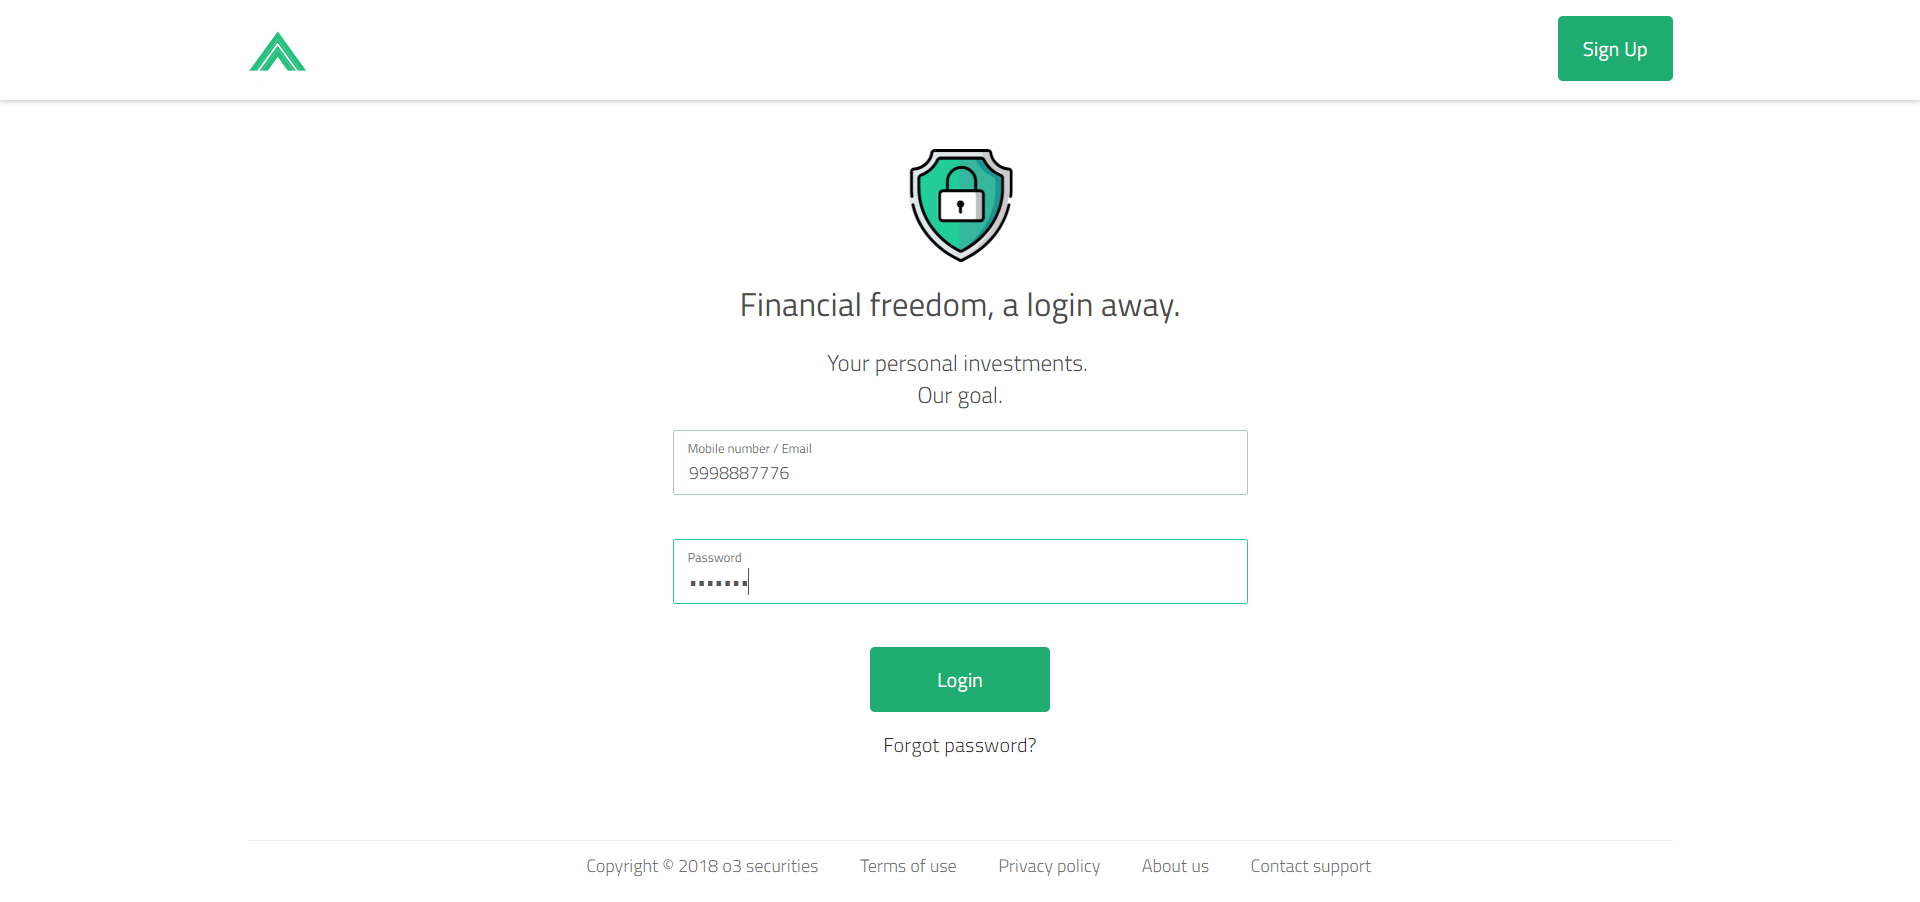 Sign Up
Financial freedom, a login away.
Your personal investments.
Our goal.
Mobile number / Email
9998887776
Password
•••••••
Login
Forgot password?
Copyright © 2018 o3 securities Terms of use Privacy policy About us Contact support